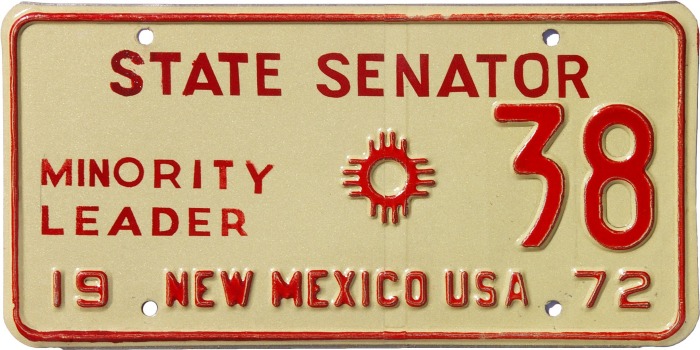 STATE SENATOR
38
MINORITY
LEADER
19 NEW MEXICO USA 72